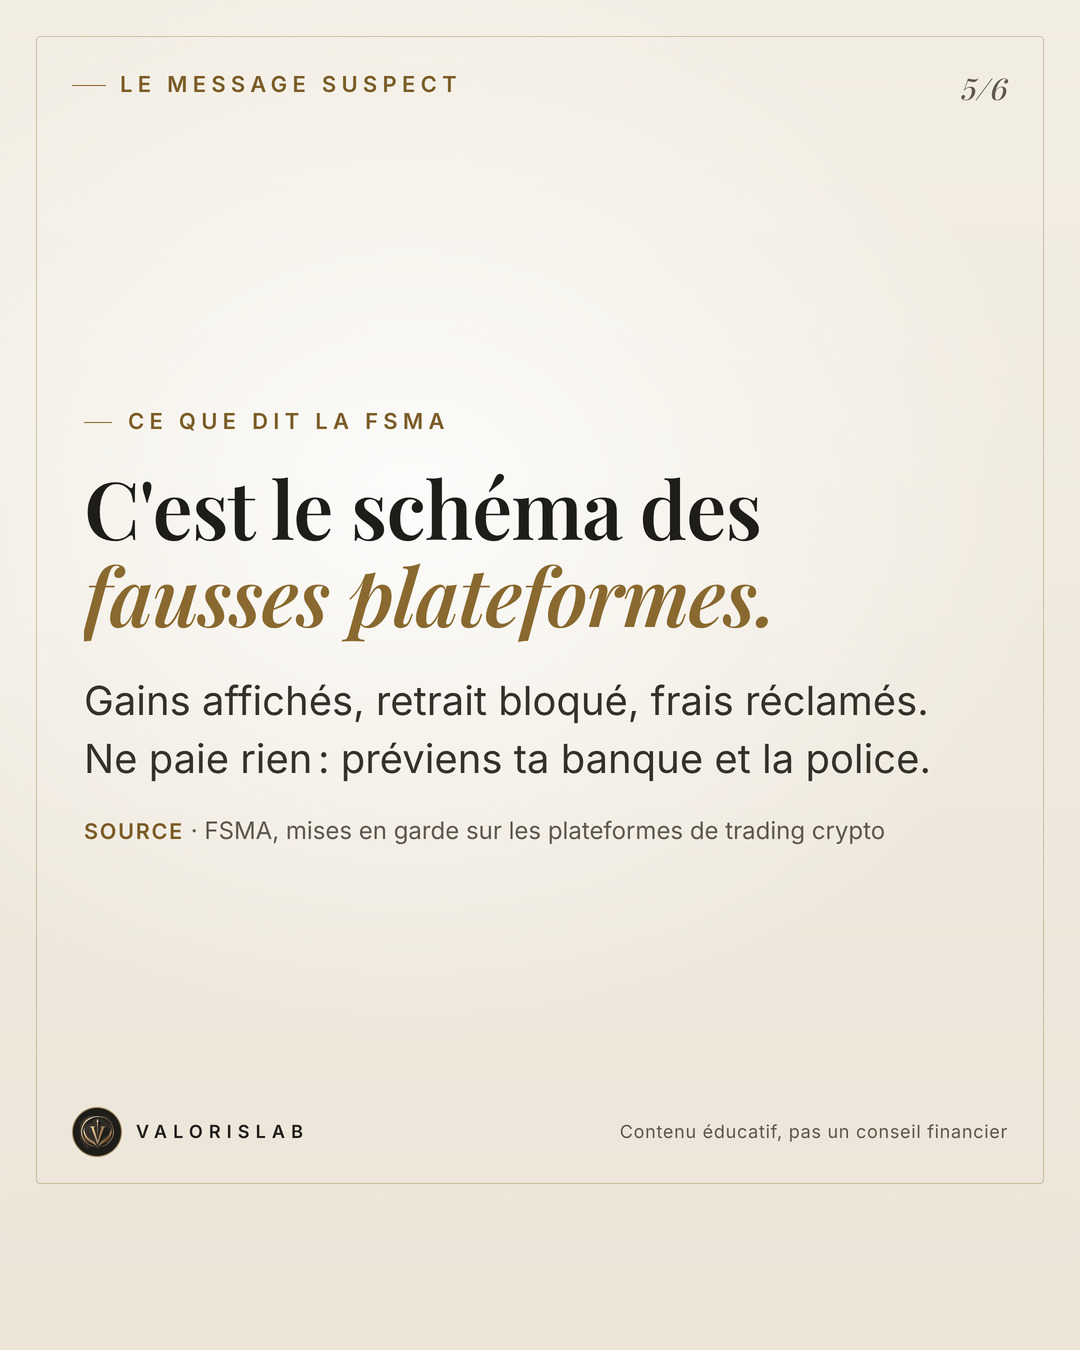 LE MESSAGE SUSPECT
5/6
CE QUE DIT LA FSMA
C'est le schéma des
fausses plateformes.
Gains affichés, retrait bloqué, frais réclamés.
Ne paie rien : préviens ta banque et la police.
SOURCE · FSMA, mises en garde sur les plateformes de trading crypto
VALORISLAB
Contenu éducatif, pas un conseil financier